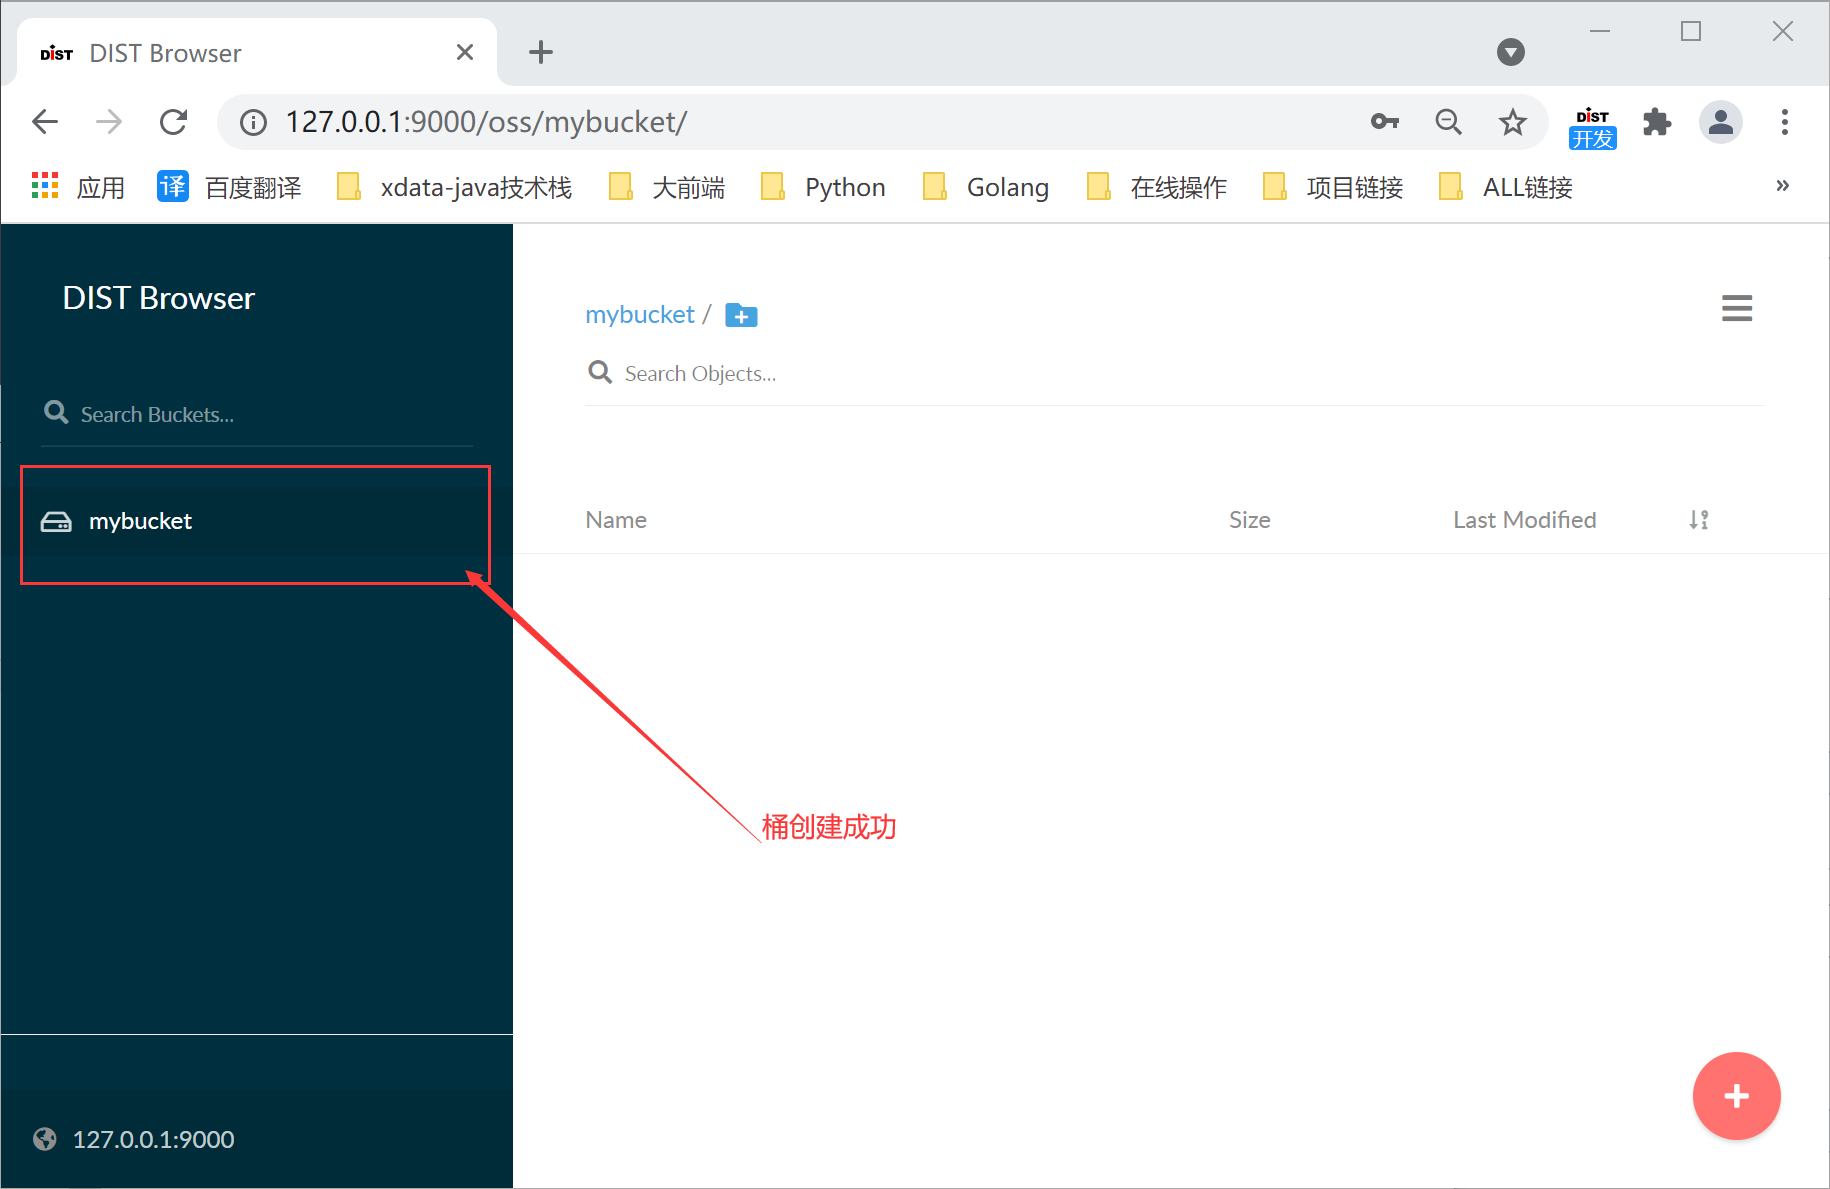 DiST DIST Browser
127.0.0.1:9000/oss/mybucket/
DiST
开发
应用 译 百度翻译 xdata-java技术栈 大前端 Python Golang 在线操作 项目链接 ALL链接 »
DIST Browser
mybucket /
Search Objects...
Search Buckets...
mybucket
Name Size Last Modified
桶创建成功
127.0.0.1:9000